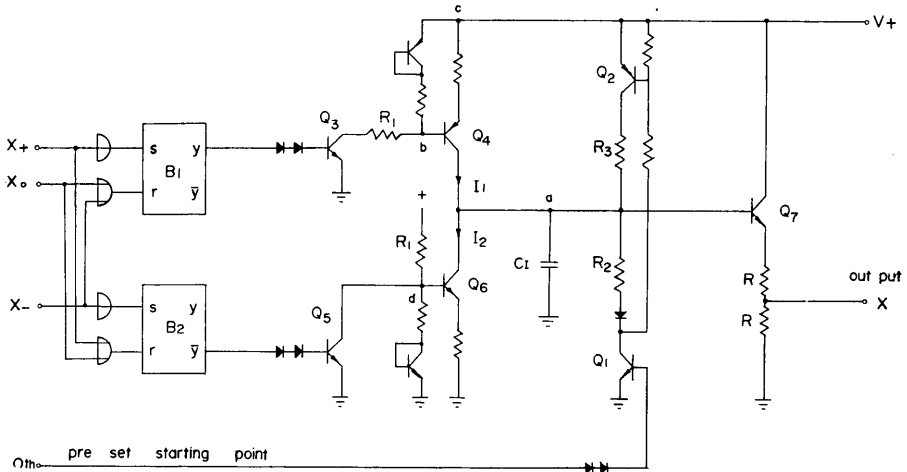 c
V+
Q2
Q3
R1
Q4
b
X+
s y
B1
r ȳ
Xo
R3
I1
a
Q7
+
I2
R1
C1
R2
R
out put
X
X-
Q5
d
Q6
s y
B2
r ȳ
R
Q1
Oth
pre set starting point